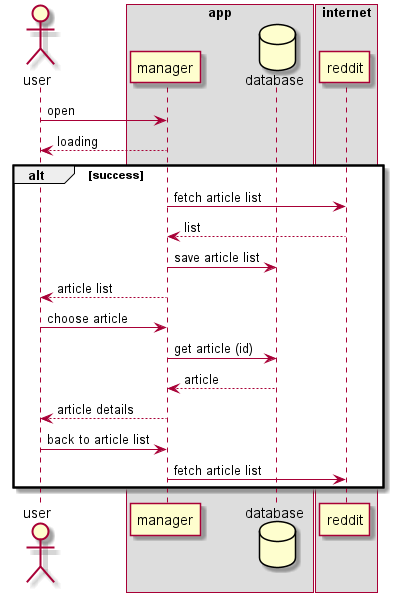 app
internet
user
manager
database
reddit
open
loading
alt
[success]
fetch article list
list
save article list
article list
choose article
get article (id)
article
article details
back to article list
fetch article list
user
manager
database
reddit